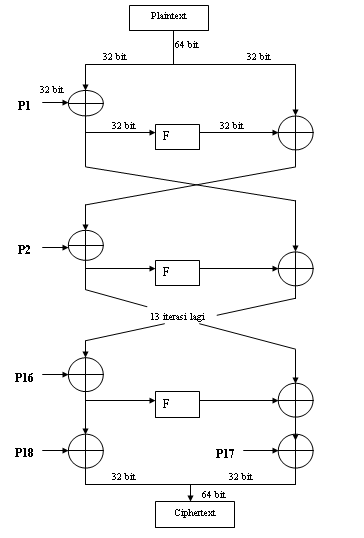 Plaintext
64 bit
32 bit
32 bit
32 bit
P1
32 bit
F
32 bit
P2
F
13 iterasi lagi
P16
F
P18
P17
32 bit
32 bit
64 bit
Ciphertext